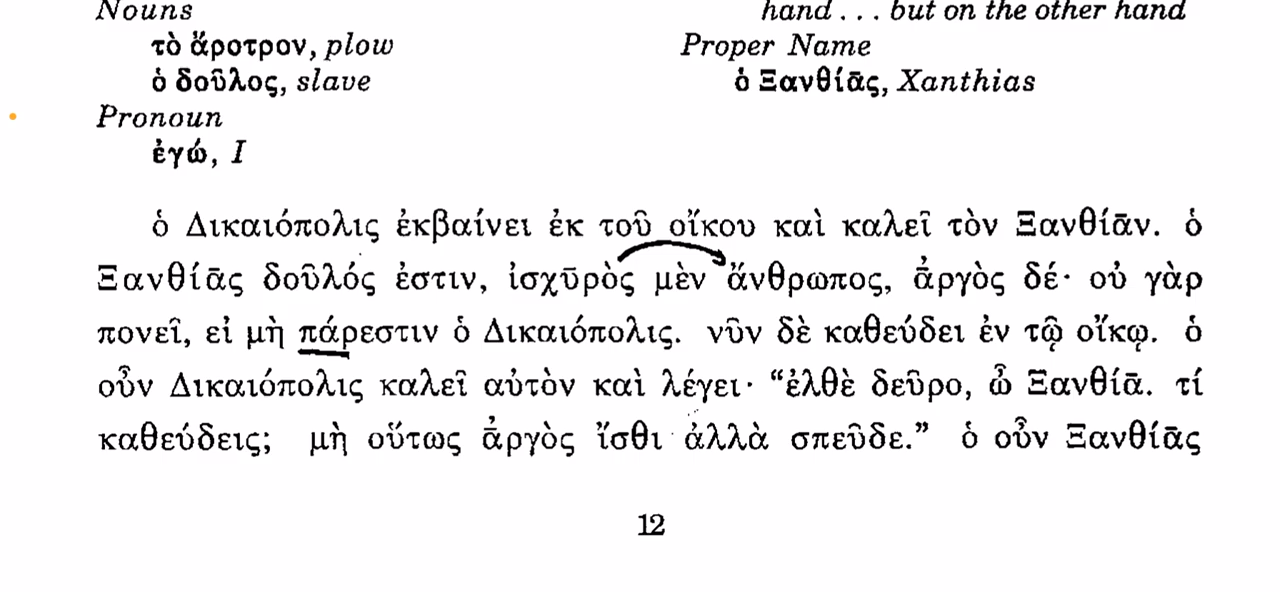 Nouns
τὸ ἄροτρον, plow
ὁ δοῦλος, slave
Pronoun
ἐγώ, I
hand . . . but on the other hand
Proper Name
ὁ Ξανθίᾱς, Xanthias
ὁ Δικαιόπολις ἐκβαίνει ἐκ τοῦ οἴκου καὶ καλεῖ τὸν Ξανθίᾱν. ὁ
Ξανθίᾱς δοῦλός ἐστιν, ἰσχῡρὸς μὲν ἄνθρωπος, ἀ̄ργὸς δέ· οὐ γὰρ
πονεῖ, εἰ μὴ πάρεστιν ὁ Δικαιόπολις. νῦν δὲ καθεύδει ἐν τῷ οἴκῳ. ὁ
οὖν Δικαιόπολις καλεῖ αὐτὸν καὶ λέγει· “ἐλθὲ δεῦρο, ὦ Ξανθίᾱ. τί
καθεύδεις; μὴ οὕτως ἀ̄ργὸς ἴσθι ἀλλὰ σπεῦδε.” ὁ οὖν Ξανθίᾱς
12